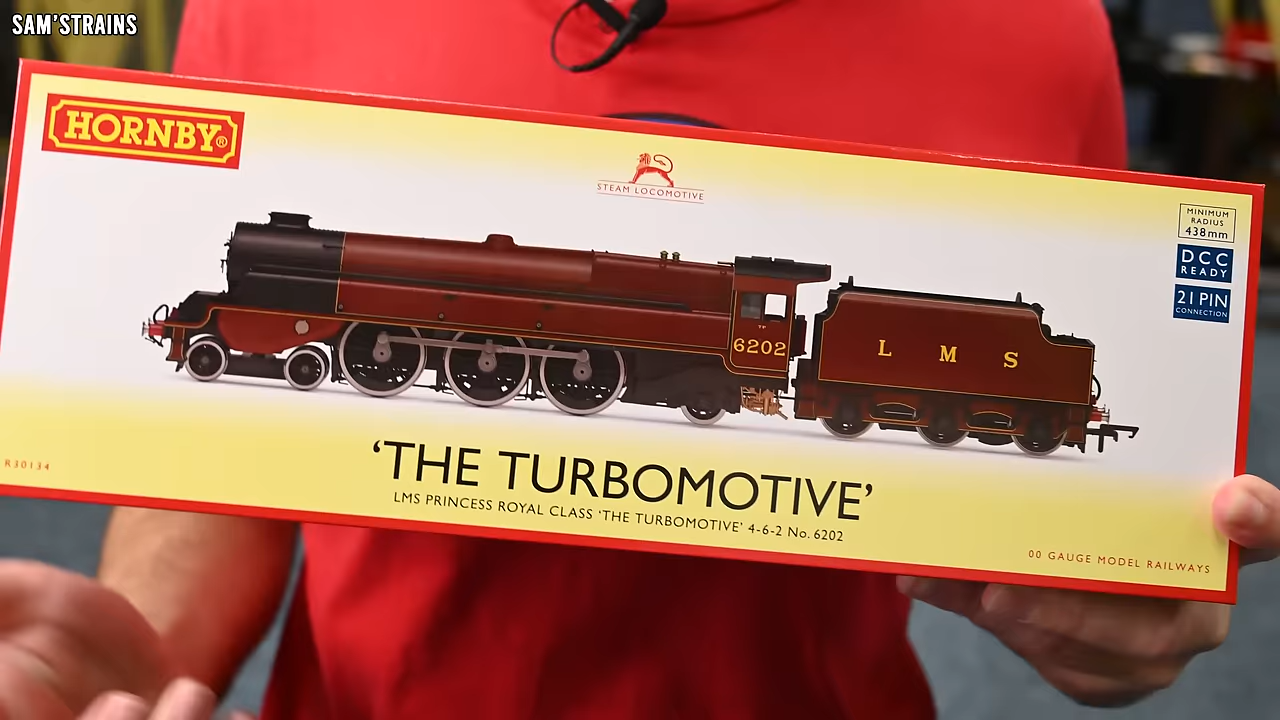 SAM'STRAINS
HORNBY®
STEAM LOCOMOTIVE
MINIMUM
RADIUS
438mm
DCC
READY
21 PIN
CONNECTION
7P
6202
L M S
R30134
'THE TURBOMOTIVE'
LMS PRINCESS ROYAL CLASS 'THE TURBOMOTIVE' 4-6-2 No. 6202
00 GAUGE MODEL RAILWAYS